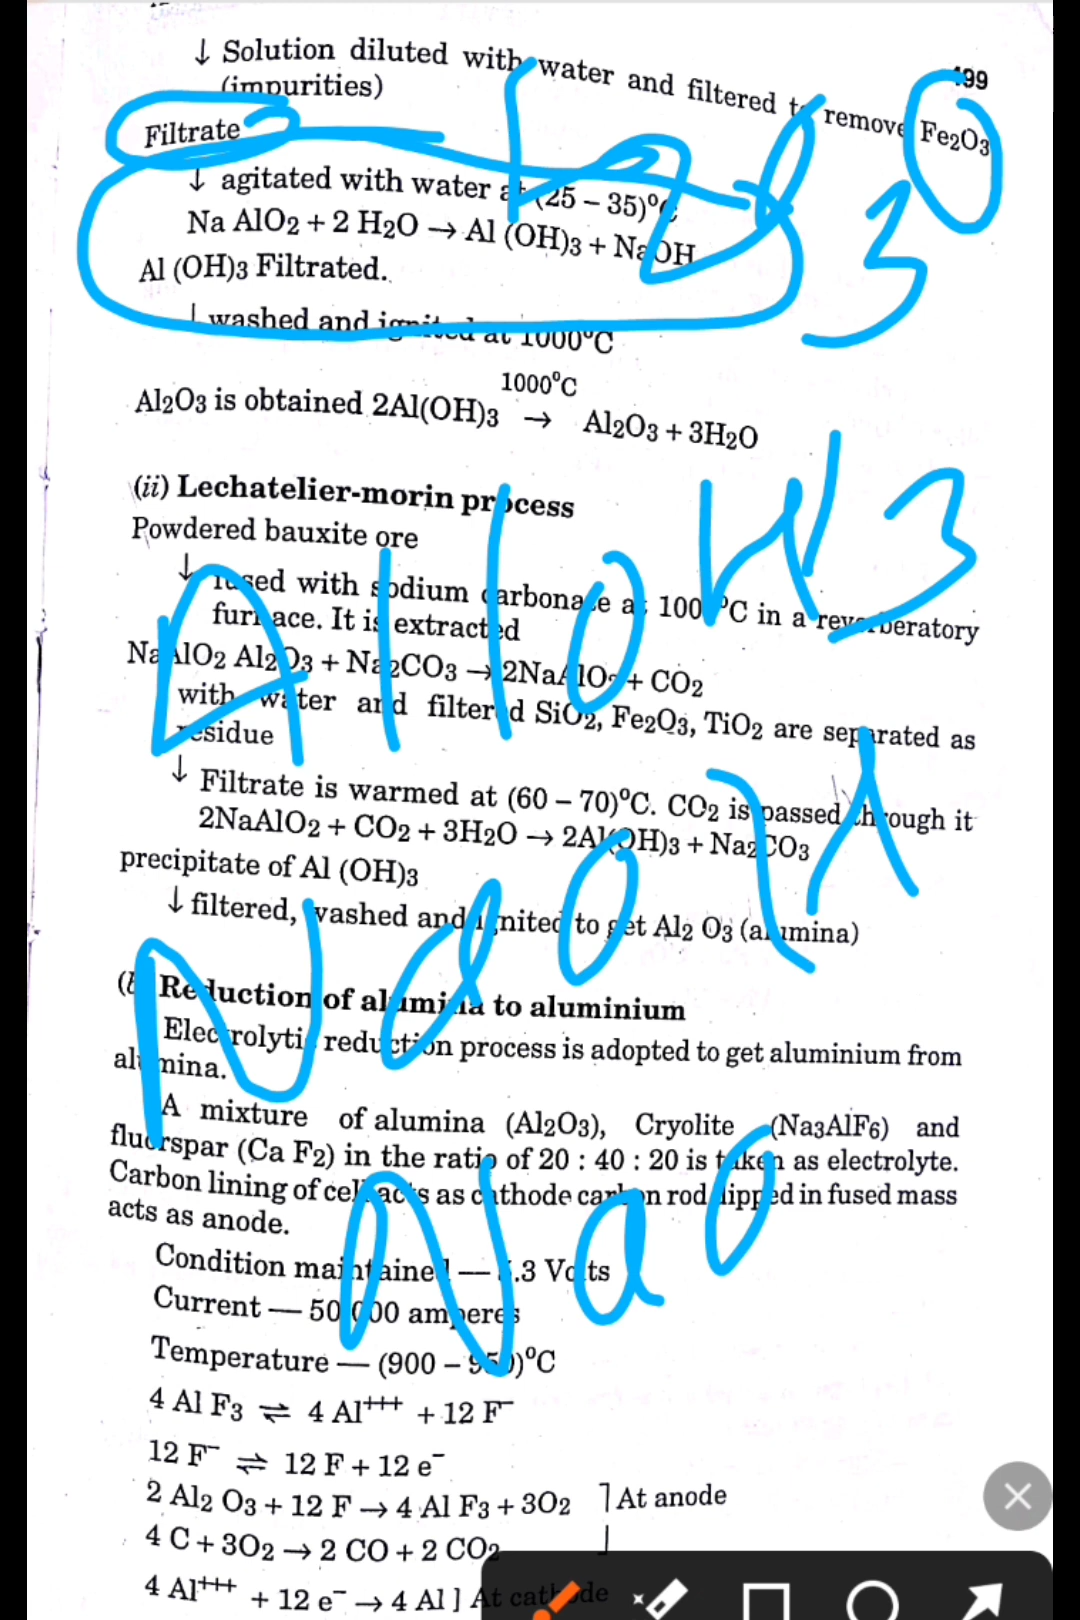 ↓ Solution diluted with water and filtered to remove Fe2O3
499
(impurities)
Filtrate
↓ agitated with water at (25 – 35)°C
Na AlO2 + 2 H2O → Al (OH)3 + NaOH
Al (OH)3 Filtrated.
↓ washed and ignited at 1000°C
1000°C
Al2O3 is obtained 2Al(OH)3 → Al2O3 + 3H2O
(ii) Lechatelier-morin process
Powdered bauxite ore
↓ fused with sodium carbonate at 1000°C in a reverberatory
furnace. It is extracted
NaAlO2 Al2O3 + Na2CO3 → 2NaAlO2 + CO2
with water and filtered SiO2, Fe2O3, TiO2 are separated as
residue
↓ Filtrate is warmed at (60 – 70)°C. CO2 is passed through it
2NaAlO2 + CO2 + 3H2O → 2Al(OH)3 + Na2CO3
precipitate of Al (OH)3
↓ filtered, washed and ignited to get Al2 O3 (alumina)
(b) Reduction of alumina to aluminium
Electrolytic reduction process is adopted to get aluminium from
alumina.
A mixture of alumina (Al2O3), Cryolite (Na3AlF6) and
fluorspar (Ca F2) in the ratio of 20 : 40 : 20 is taken as electrolyte.
Carbon lining of cell acts as cathode carbon rod dipped in fused mass
acts as anode.
Condition maintained — .3 Volts
Current — 50,000 amperes
Temperature — (900 – 950)°C
4 Al F3 ⇌ 4 Al+++ + 12 F–
12 F– ⇌ 12 F + 12 e–
2 Al2 O3 + 12 F → 4 Al F3 + 3O2 ] At anode
4 C + 3O2 → 2 CO + 2 CO2
4 Al+++ + 12 e– → 4 Al ] At cathode
3
AlOH3
NaOH
Nao